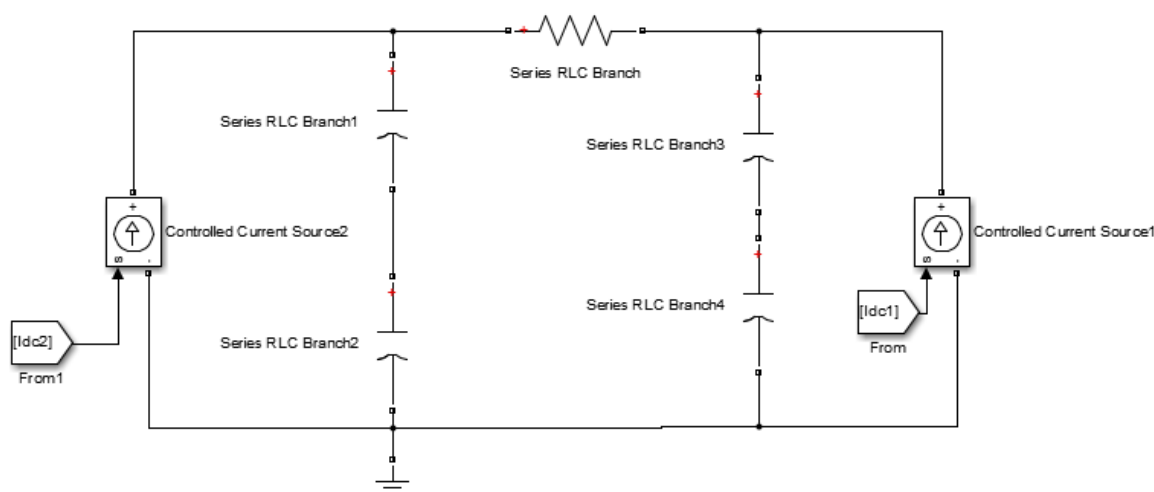 Series RLC Branch
Series RLC Branch1
Series RLC Branch3
+
s
-
Controlled Current Source2
+
s
-
Controlled Current Source1
Series RLC Branch4
[Idc2]
From1
Series RLC Branch2
[Idc1]
From